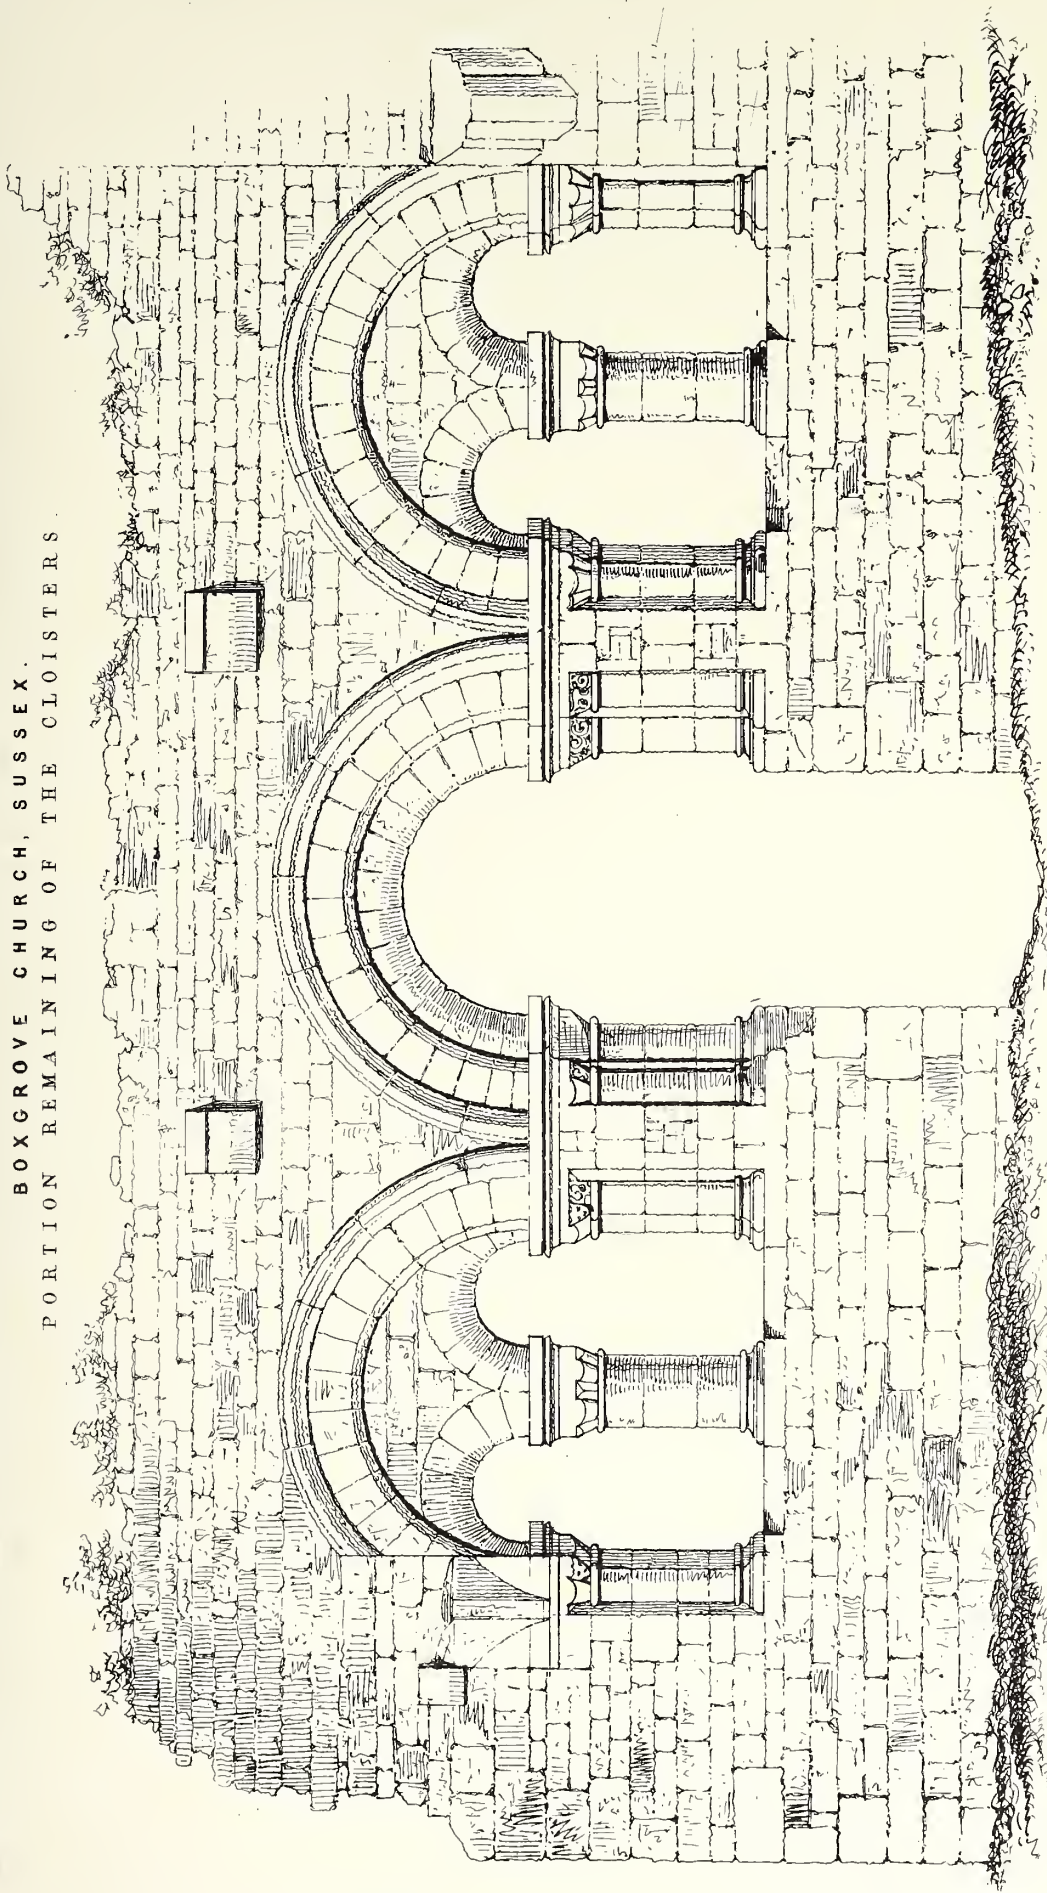 BOXGROVE CHURCH, SUSSEX.
PORTION REMAINING OF THE CLOISTERS